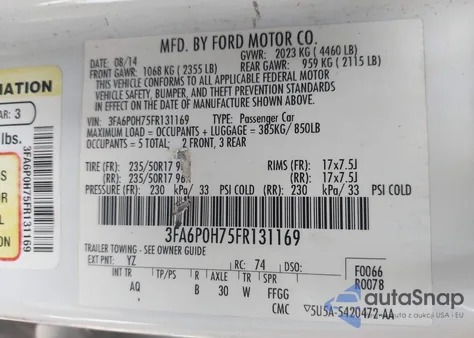 MFD. BY FORD MOTOR CO.
DATE: 08/14 GVWR: 2023 KG ( 4460 LB)
FRONT GAWR: 1068 KG ( 2355 LB) REAR GAWR: 959 KG ( 2115 LB)
THIS VEHICLE CONFORMS TO ALL APPLICABLE FEDERAL MOTOR
VEHICLE SAFETY, BUMPER, AND THEFT PREVENTION STANDARDS
IN EFFECT ON THE DATE OF MANUFACTURE SHOWN ABOVE.
VIN: 3FA6P0H75FR131169 TYPE: Passenger Car
MAXIMUM LOAD = OCCUPANTS + LUGGAGE = 385KG/ 850LB
OCCUPANTS = 5 TOTAL; 2 FRONT, 3 REAR
TIRE (FR): 235/50R17 RIMS (FR): 17x7.5J
(RR): 235/50R17 96 (RR): 17x7.5J
PRESSURE (FR): 230 kPa/ 33 PSI COLD (RR): 230 kPa/ 33 PSI COLD
3FA6P0H75FR131169
TRAILER TOWING - SEE OWNER GUIDE
EXT PNT: YZ RC: 74 DSO: F0066
R0078
INT TR TP/PS R AXLE TR SPR
AQ B 30 W FFGG
CMC 5U5A-5420472-AA
MATION
AR: 3
lbs.
3FA6P0H75FR131169
autaSnap